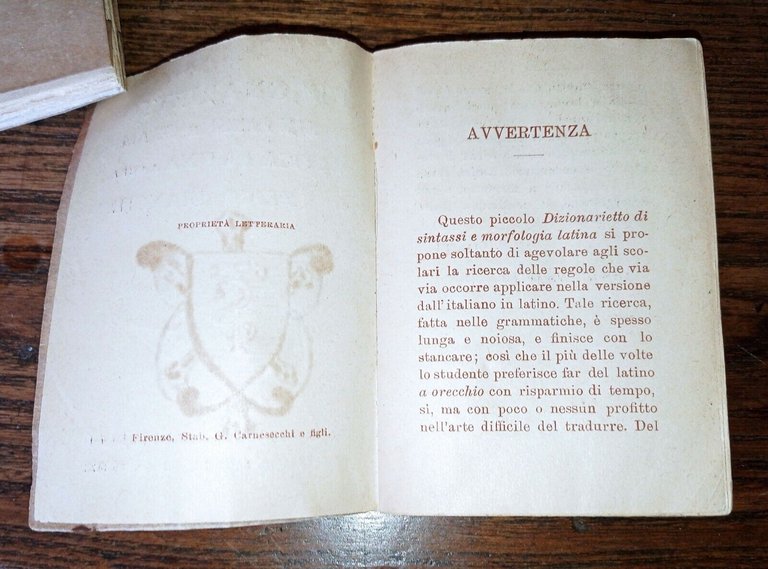 PROPRIETÀ LETTERARIA
Firenze, Stab. G. Carnesecchi e figli.
AVVERTENZA
Questo piccolo Dizionarietto di
sintassi e morfologia latina si pro-
pone soltanto di agevolare agli sco-
lari la ricerca delle regole che via
via occorre applicare nella versione
dall'italiano in latino. Tale ricerca,
fatta nelle grammatiche, è spesso
lunga e noiosa, e finisce con lo
stancare; così che il più delle volte
lo studente preferisce far del latino
a orecchio con risparmio di tempo,
sì, ma con poco o nessun profitto
nell'arte difficile del tradurre. Del